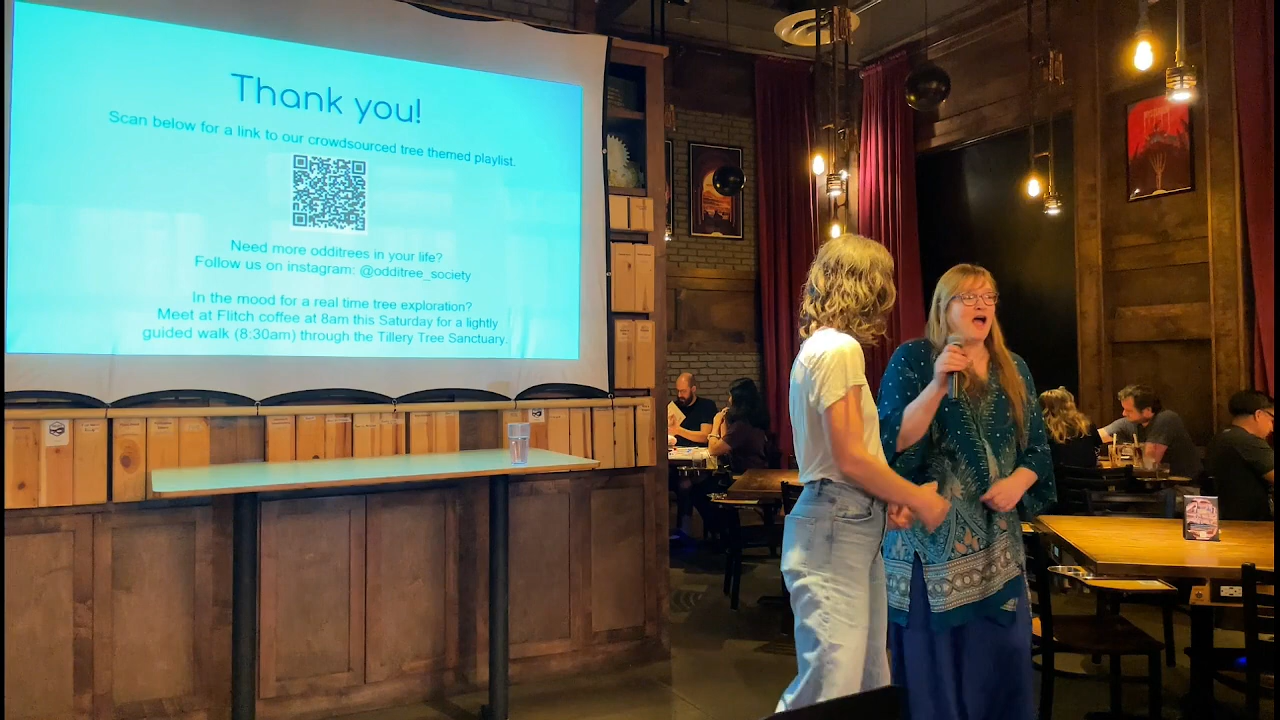 Thank you!
Scan below for a link to our crowdsourced tree themed playlist.
Need more odditrees in your life?
Follow us on instagram: @odditree_society
In the mood for a real time tree exploration?
Meet at Flitch coffee at 8am this Saturday for a lightly
guided walk (8:30am) through the Tillery Tree Sanctuary.